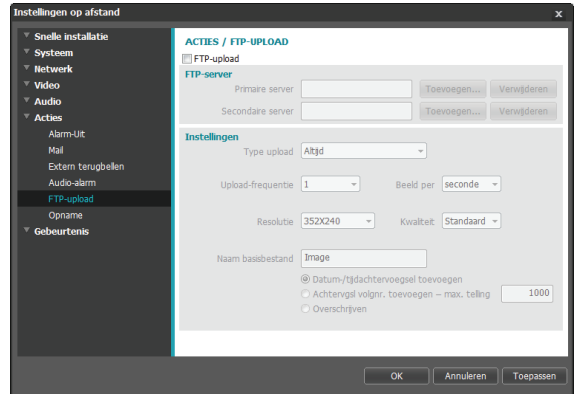 Instellingen op afstand x
Snelle installatie
Systeem
Netwerk
Video
Audio
Acties
Alarm-Uit
Mail
Extern terugbellen
Audio-alarm
FTP-upload
Opname
Gebeurtenis
ACTIES / FTP-UPLOAD
FTP-upload
FTP-server
Primaire server Toevoegen... Verwijderen
Secondaire server Toevoegen... Verwijderen
Instellingen
Type upload Altijd
Upload-frequentie 1 Beeld per seconde
Resolutie 352X240 Kwaliteit Standaard
Naam basisbestand Image
Datum-/tijdachtervoegsel toevoegen
Achtervgsl volgnr. toevoegen – max. telling 1000
Overschrijven
OK Annuleren Toepassen